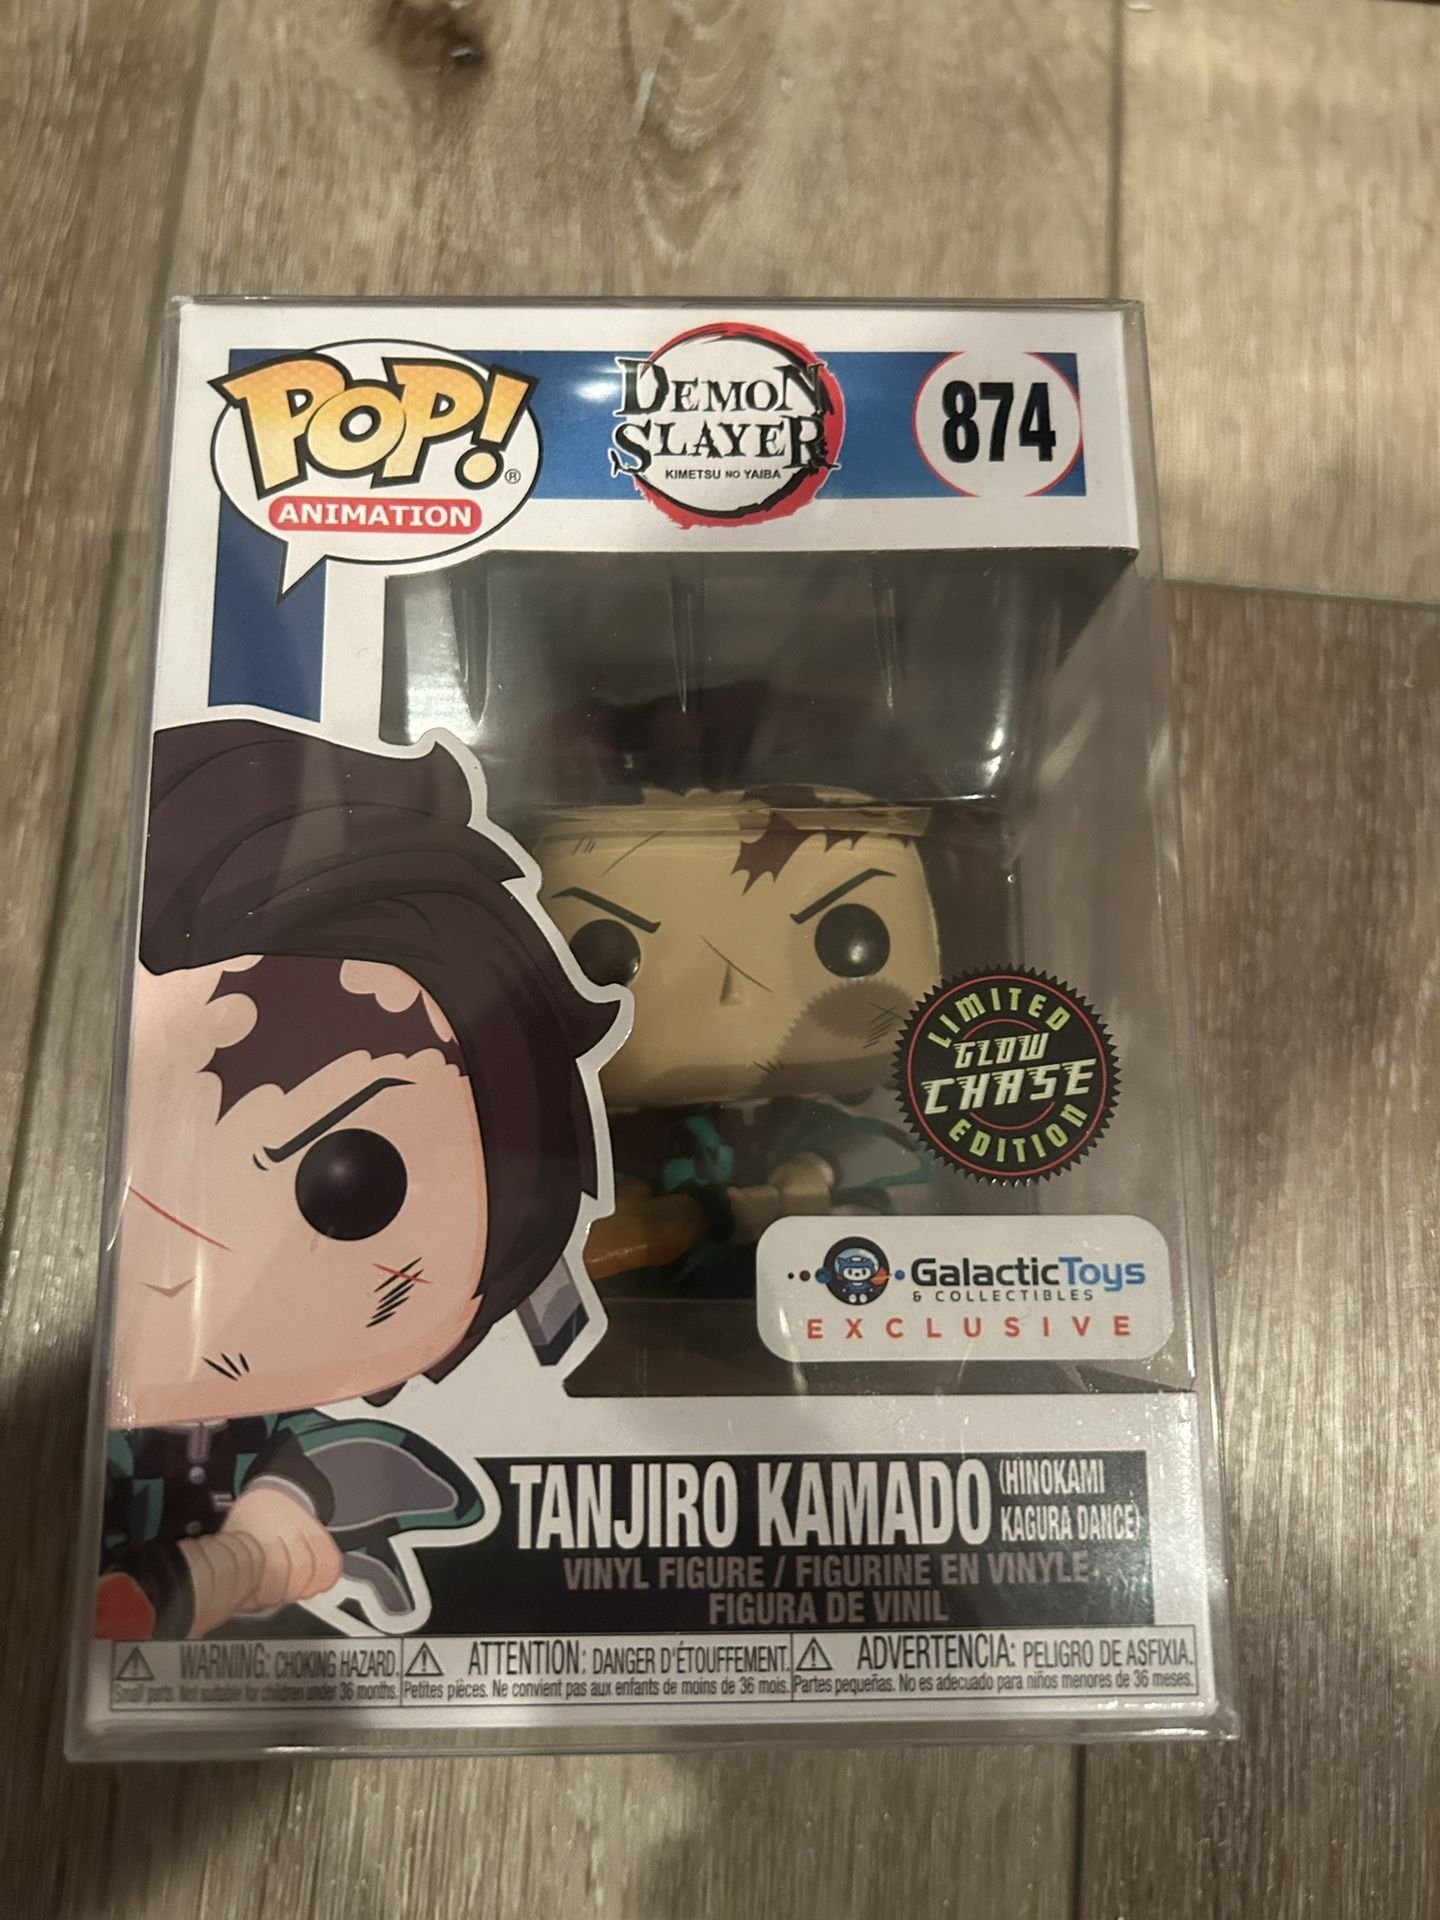 POP!®
ANIMATION
DEMON
SLAYER
KIMETSU NO YAIBA
874
LIMITED
GLOW
CHASE
EDITION
GalacticToys
& COLLECTIBLES
EXCLUSIVE
TANJIRO KAMADO (HINOKAMI
KAGURA DANCE)
VINYL FIGURE / FIGURINE EN VINYLE
FIGURA DE VINIL
WARNING: CHOKING HAZARD.
Small parts. Not suitable for children under 36 months.
ATTENTION: DANGER D'ÉTOUFFEMENT.
Petites pièces. Ne convient pas aux enfants de moins de 36 mois.
ADVERTENCIA: PELIGRO DE ASFIXIA.
Partes pequeñas. No es adecuado para niños menores de 36 meses.